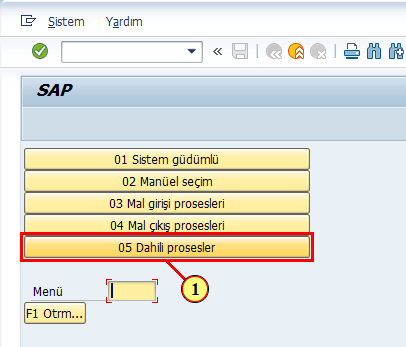 Sistem Yardım
SAP
01 Sistem güdümlü
02 Manüel seçim
03 Mal girişi prosesleri
04 Mal çıkış prosesleri
05 Dahili prosesler
1
Menü
F1 Otrm...